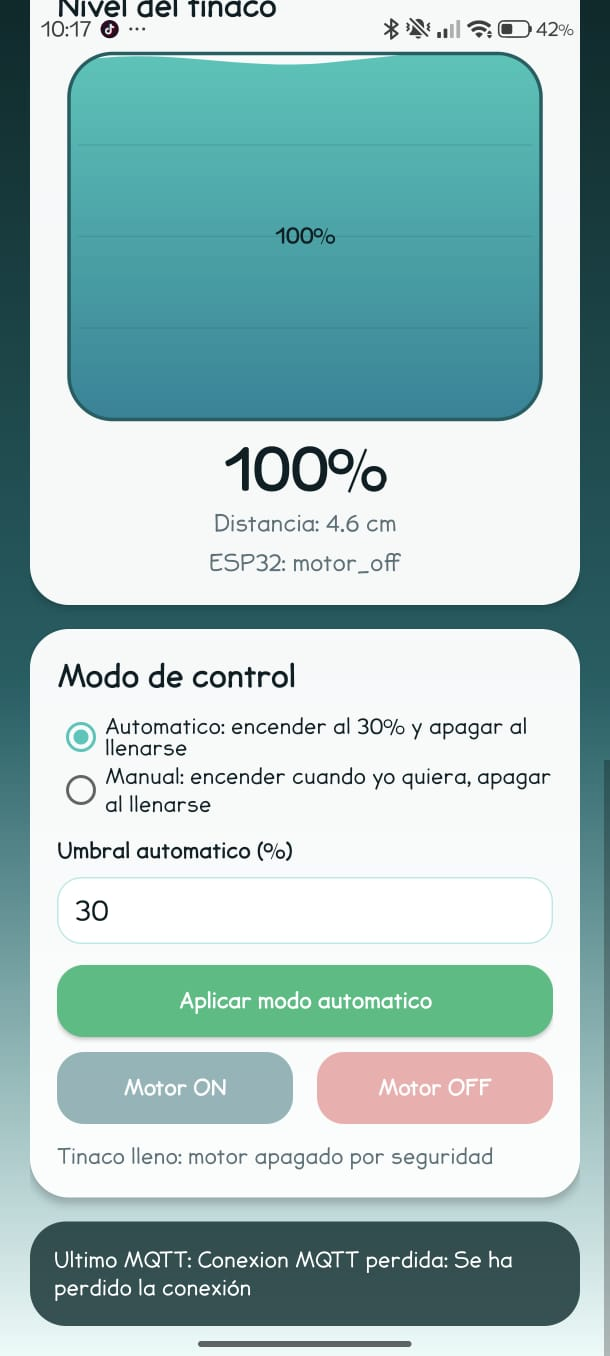 Nivel del tinaco
10:17 ... 42%
100%
100%
Distancia: 4.6 cm
ESP32: motor_off
Modo de control
Automatico: encender al 30% y apagar al
llenarse
Manual: encender cuando yo quiera, apagar
al llenarse
Umbral automatico (%)
30
Aplicar modo automatico
Motor ON
Motor OFF
Tinaco lleno: motor apagado por seguridad
Ultimo MQTT: Conexion MQTT perdida: Se ha
perdido la conexión